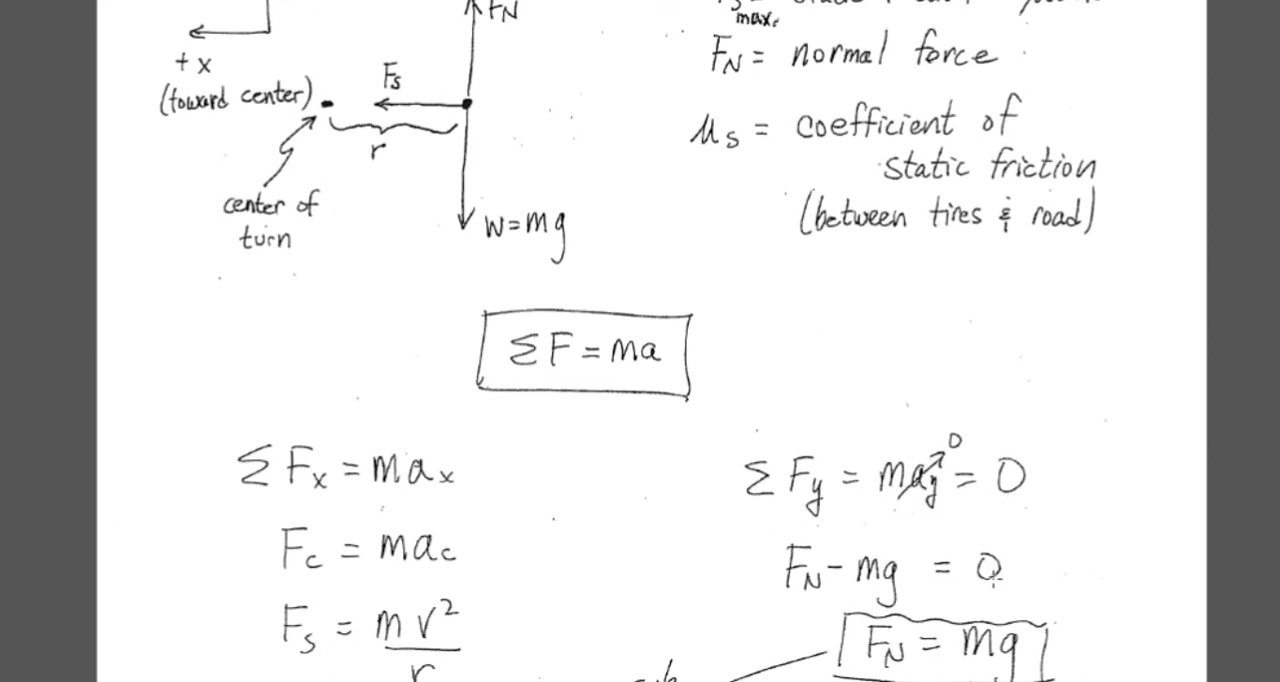 FN
max.
FN = normal force
+x
(toward center)
Fs
r
center of
turn
W=mg
μs = coefficient of
static friction
(between tires & road)
ΣF = ma
ΣFx = max
Fc = mac
Fs = mv²
r
ΣFy = may = 0
0
FN - mg = 0
FN = mg